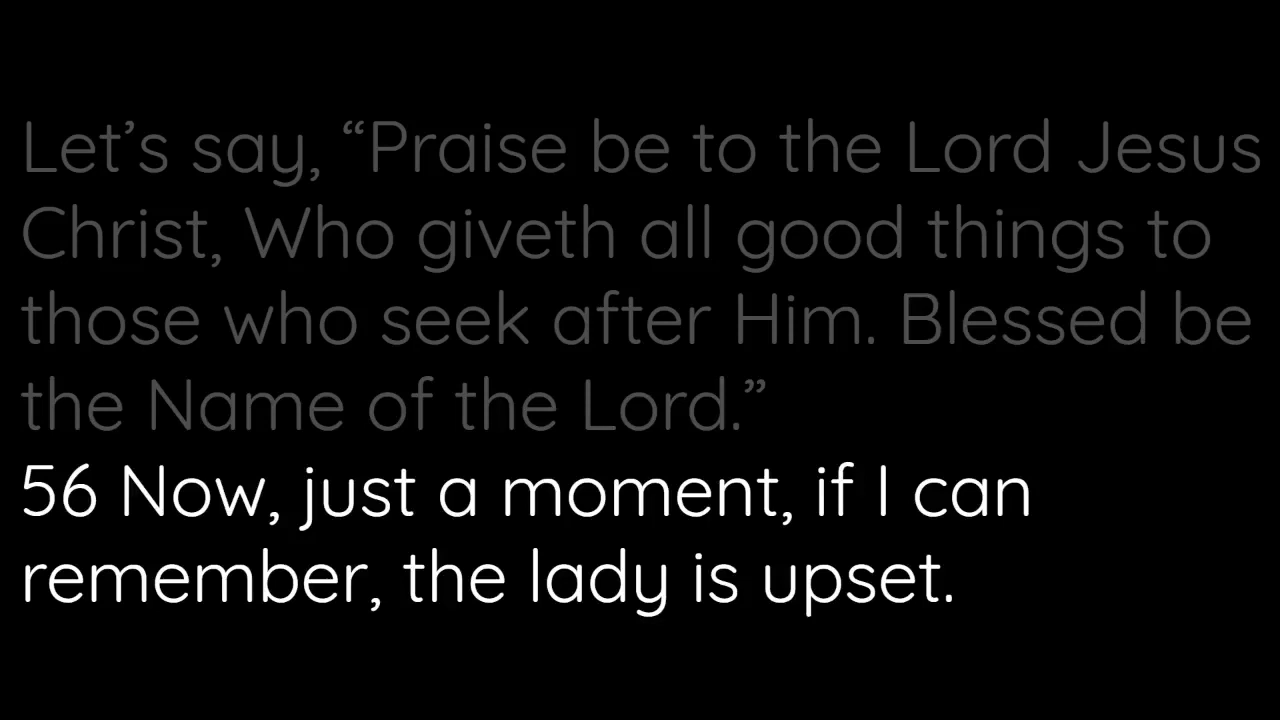 Let’s say, “Praise be to the Lord Jesus
Christ, Who giveth all good things to
those who seek after Him. Blessed be
the Name of the Lord.”
56 Now, just a moment, if I can
remember, the lady is upset.